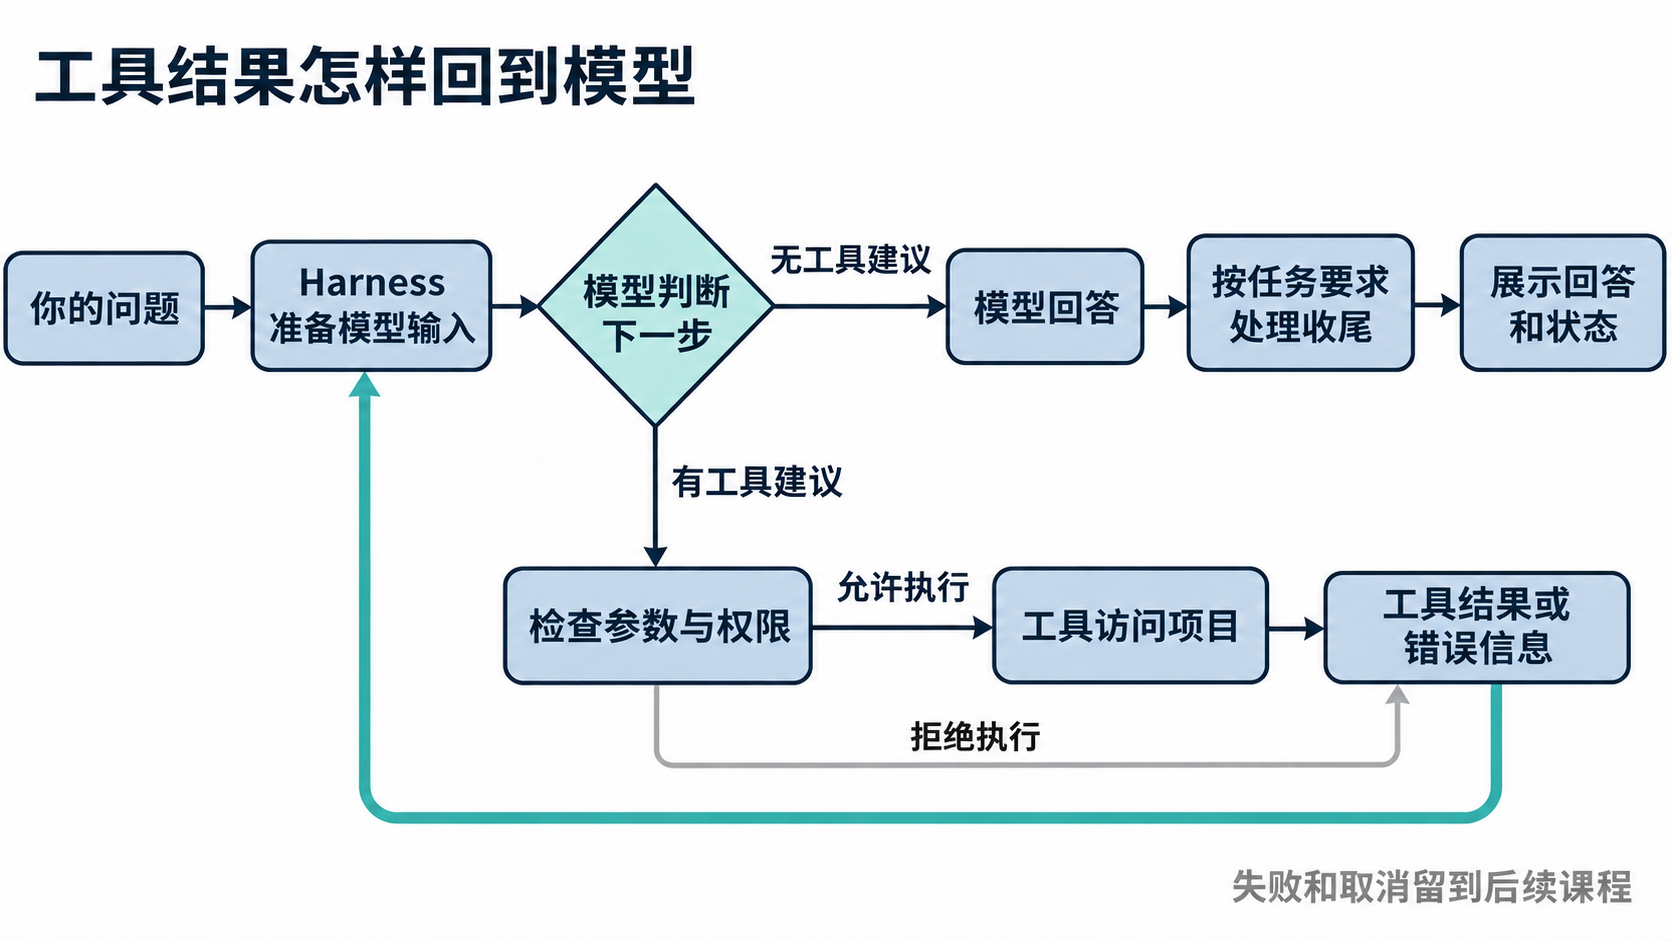 工具结果怎样回到模型
你的问题
Harness
准备模型输入
模型判断
下一步
无工具建议
模型回答
按任务要求
处理收尾
展示回答
和状态
有工具建议
检查参数与权限
允许执行
工具访问项目
工具结果或
错误信息
拒绝执行
失败和取消留到后续课程